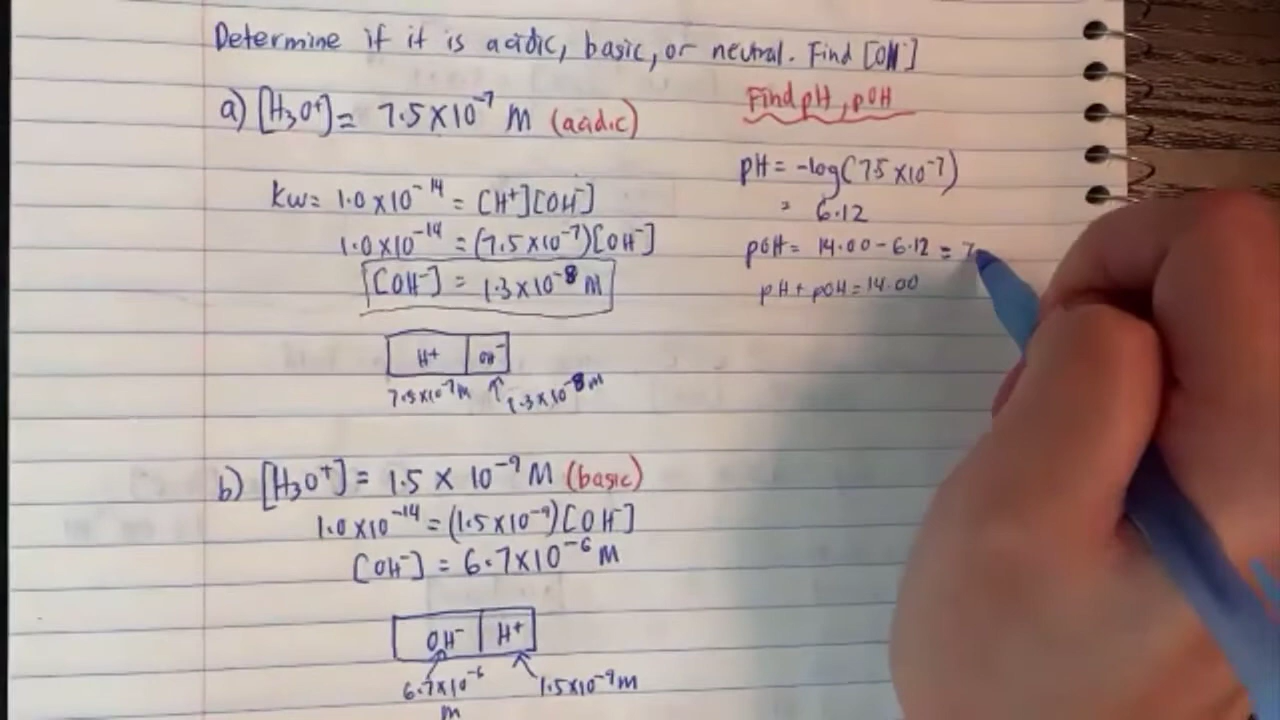 Determine if it is acidic, basic, or neutral. Find [OH⁻]
Find pH, pOH
a) [H₃O⁺] = 7.5 × 10⁻⁷ M (acidic)
Kw = 1.0 × 10⁻¹⁴ = [H⁺][OH⁻]
1.0 × 10⁻¹⁴ = (7.5 × 10⁻⁷)[OH⁻]
[OH⁻] = 1.3 × 10⁻⁸ M
H⁺ OH⁻
7.5 × 10⁻⁷ M 1.3 × 10⁻⁸ M
pH = -log(7.5 × 10⁻⁷)
= 6.12
pOH = 14.00 - 6.12 = 7
pH + pOH = 14.00
b) [H₃O⁺] = 1.5 × 10⁻⁹ M (basic)
1.0 × 10⁻¹⁴ = (1.5 × 10⁻⁹)[OH⁻]
[OH⁻] = 6.7 × 10⁻⁶ M
OH⁻ H⁺
6.7 × 10⁻⁶ 1.5 × 10⁻⁹ M
M